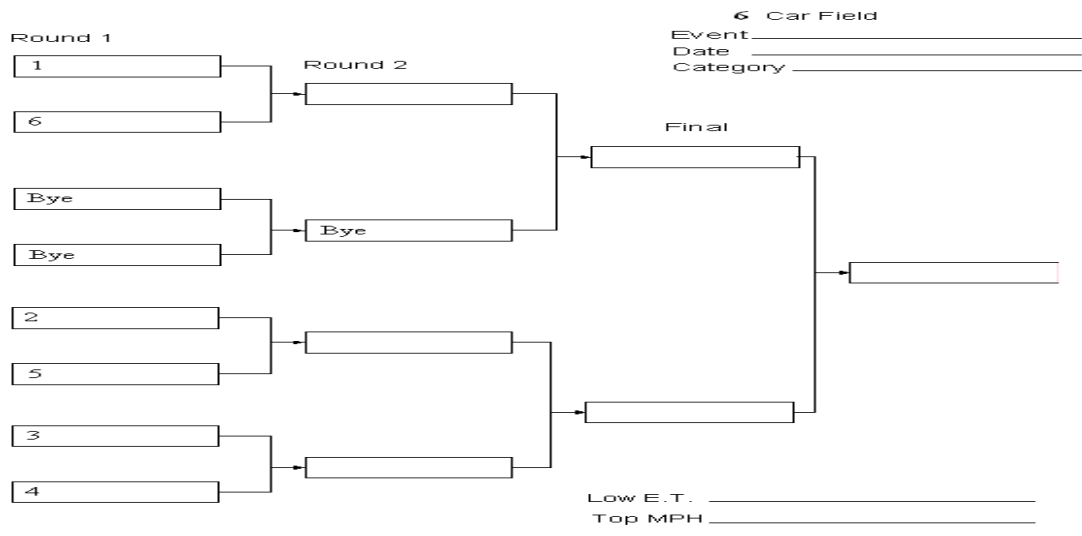 6 Car Field
Event
Date
Category
Round 1
1
6
Bye
Bye
2
5
3
4
Round 2
Bye
Final
Low E.T.
Top MPH